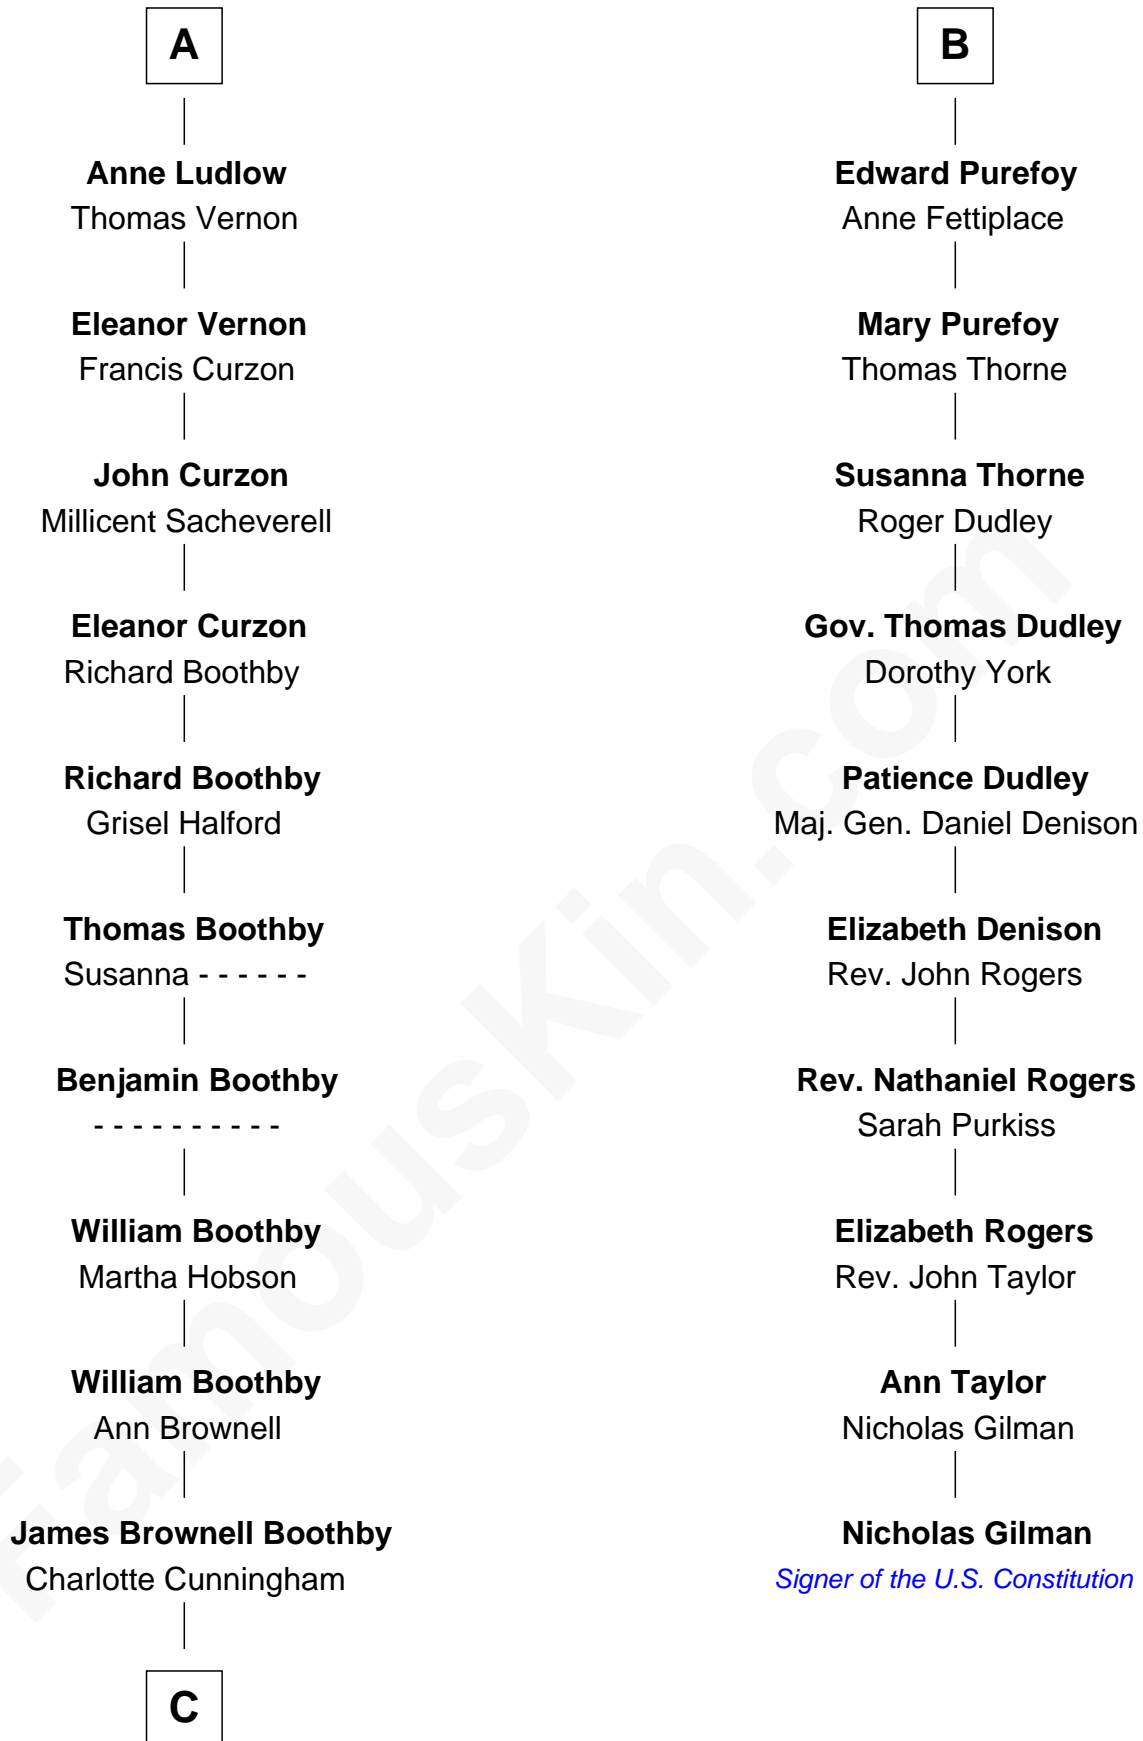 A
Anne Ludlow
Thomas Vernon
Eleanor Vernon
Francis Curzon
John Curzon
Millicent Sacheverell
Eleanor Curzon
Richard Boothby
Richard Boothby
Grisel Halford
Thomas Boothby
Susanna - - - - - -
Benjamin Boothby
- - - - - - - - - -
William Boothby
Martha Hobson
William Boothby
Ann Brownell
James Brownell Boothby
Charlotte Cunningham
C
B
Edward Purefoy
Anne Fettiplace
Mary Purefoy
Thomas Thorne
Susanna Thorne
Roger Dudley
Gov. Thomas Dudley
Dorothy York
Patience Dudley
Maj. Gen. Daniel Denison
Elizabeth Denison
Rev. John Rogers
Rev. Nathaniel Rogers
Sarah Purkiss
Elizabeth Rogers
Rev. John Taylor
Ann Taylor
Nicholas Gilman
Nicholas Gilman
Signer of the U.S. Constitution
FamousKin.com